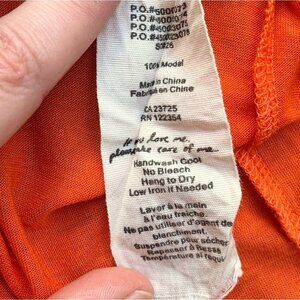 100% Modal
Made in China
Fabriqué en Chine
CA 23725
RN 122354
If you love me,
please take care of me...
Handwash Cool
No Bleach
Hang to Dry
Low Iron if Needed
Laver à la main
à l'eau fraîche.
Ne pas utiliser d'agent de
blanchiment.
Suspendre pour sécher
Repasser à Basse
Température si requis